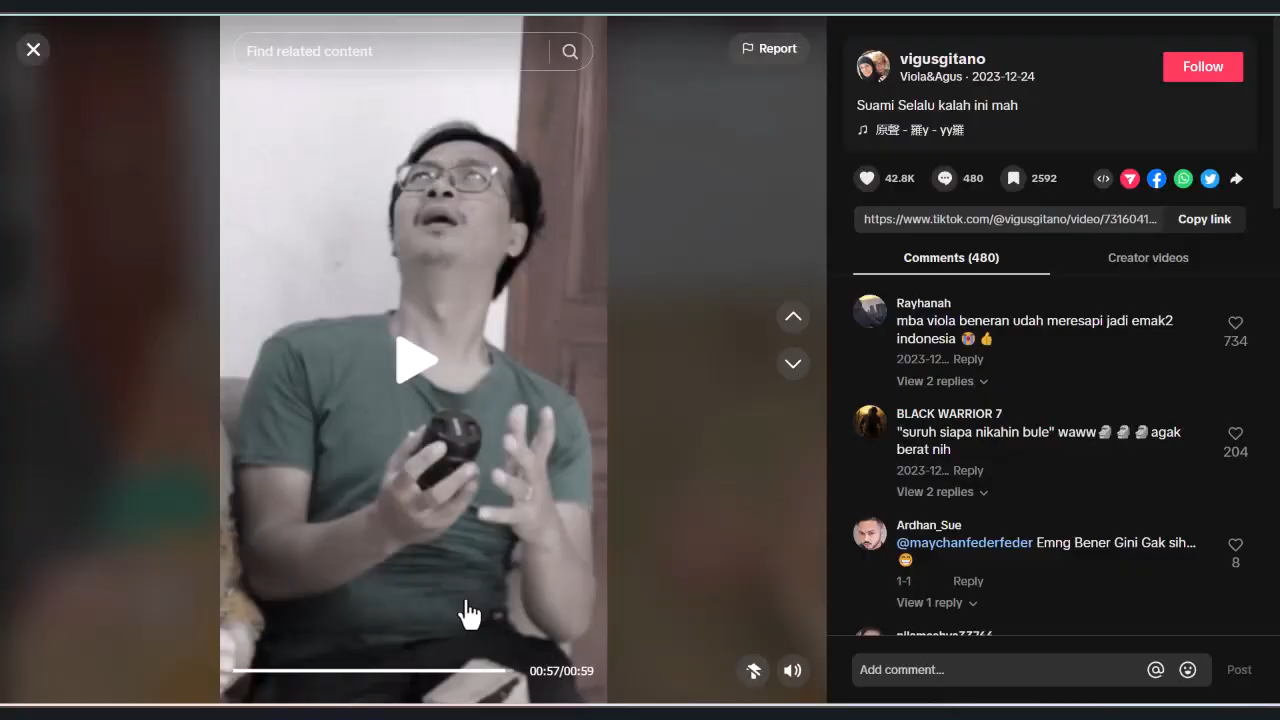 Find related content
Report
00:57/00:59
vigusgitano
Viola&Agus · 2023-12-24
Follow
Suami Selalu kalah ini mah
原聲 - 羅y - yy羅
42.8K
480
2592
https://www.tiktok.com/@vigusgitano/video/7316041...
Copy link
Comments (480)
Creator videos
Rayhanah
mba viola beneran udah meresapi jadi emak2
indonesia
734
2023-12... Reply
View 2 replies
BLACK WARRIOR 7
"suruh siapa nikahin bule" waww🗿🗿🗿agak
berat nih
204
2023-12... Reply
View 2 replies
Ardhan_Sue
@maychanfederfeder Emng Bener Gini Gak sih...
😁
8
1-1 Reply
View 1 reply
Add comment...
Post